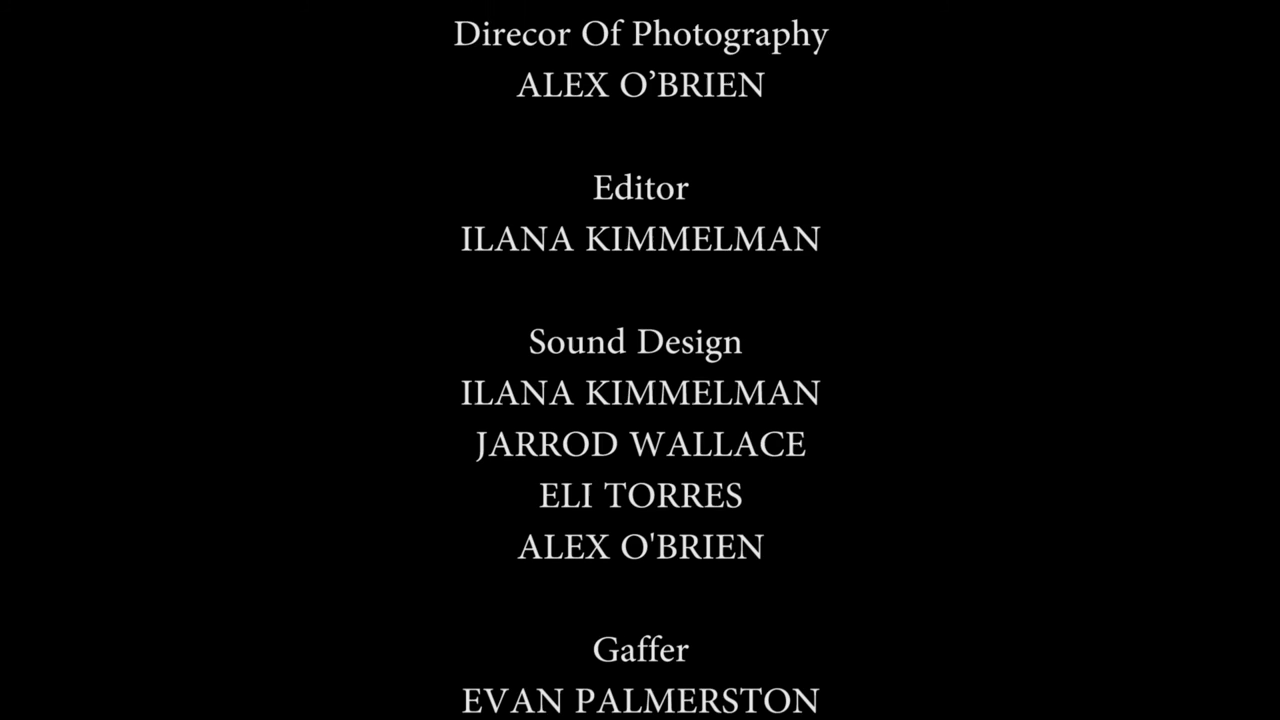 Direcor Of Photography
ALEX O’BRIEN
Editor
ILANA KIMMELMAN
Sound Design
ILANA KIMMELMAN
JARROD WALLACE
ELI TORRES
ALEX O'BRIEN
Gaffer
EVAN PALMERSTON